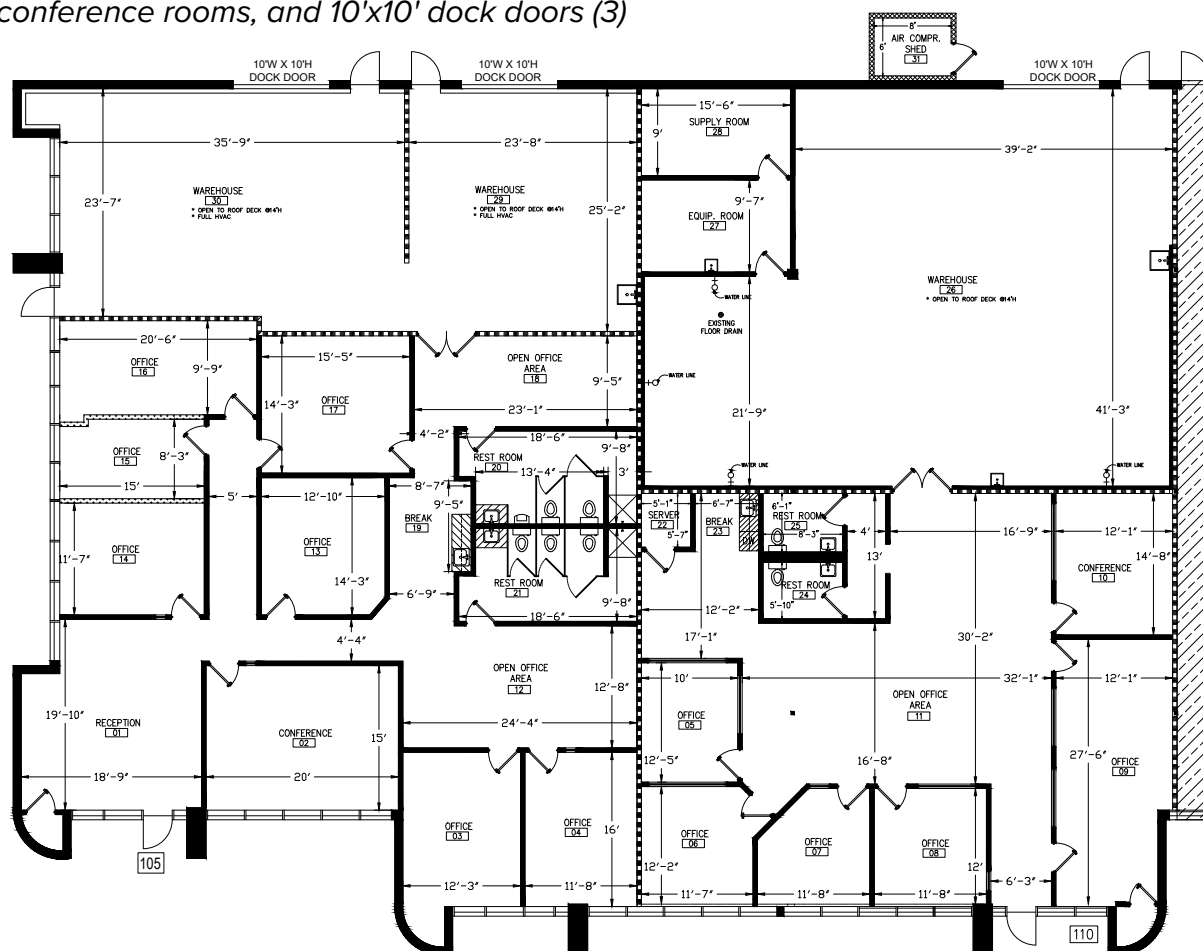 conference rooms, and 10'x10' dock doors (3)
8'
6'
AIR COMPR.
SHED
31
10'W X 10'H
DOCK DOOR
10'W X 10'H
DOCK DOOR
10'W X 10'H
DOCK DOOR
35'-9"
23'-8"
15'-6"
9'
SUPPLY ROOM
28
39'-2"
23'-7"
WAREHOUSE
30
* OPEN TO ROOF DECK @14'H
* FULL HVAC
WAREHOUSE
29
* OPEN TO ROOF DECK @14'H
* FULL HVAC
25'-2"
EQUIP. ROOM
27
9'-7"
WAREHOUSE
26
* OPEN TO ROOF DECK @14'H
WATER LINE
EXISTING
FLOOR DRAIN
WATER LINE
21'-9"
41'-3"
WATER LINE
WATER LINE
20'-6"
OFFICE
16
9'-9"
15'-5"
OFFICE
17
14'-3"
OPEN OFFICE
AREA
18
9'-5"
23'-1"
4'-2"
18'-6"
9'-8"
REST ROOM
20
13'-4"
3'
OFFICE
15
8'-3"
15'
5'
12'-10"
8'-7"
9'-5"
BREAK
19
OFFICE
14
11'-7"
OFFICE
13
14'-3"
6'-9"
REST ROOM
21
9'-8"
18'-6"
5'-1"
SERVER
22
5'-7"
6'-7"
BREAK
23
DW
6'-1"
REST ROOM
25
8'-3"
4'
13'
REST ROOM
24
5'-10"
16'-9"
12'-1"
14'-8"
CONFERENCE
10
12'-2"
17'-1"
30'-2"
4'-4"
OPEN OFFICE
AREA
12
12'-8"
24'-4"
10'
OFFICE
05
12'-5"
32'-1"
OPEN OFFICE
AREA
11
16'-8"
12'-1"
27'-6"
OFFICE
09
19'-10"
RECEPTION
01
18'-9"
CONFERENCE
02
15'
20'
OFFICE
03
12'-3"
OFFICE
04
16'
11'-8"
OFFICE
06
12'-2"
11'-7"
OFFICE
07
11'-8"
OFFICE
08
12'
11'-8"
6'-3"
105
110